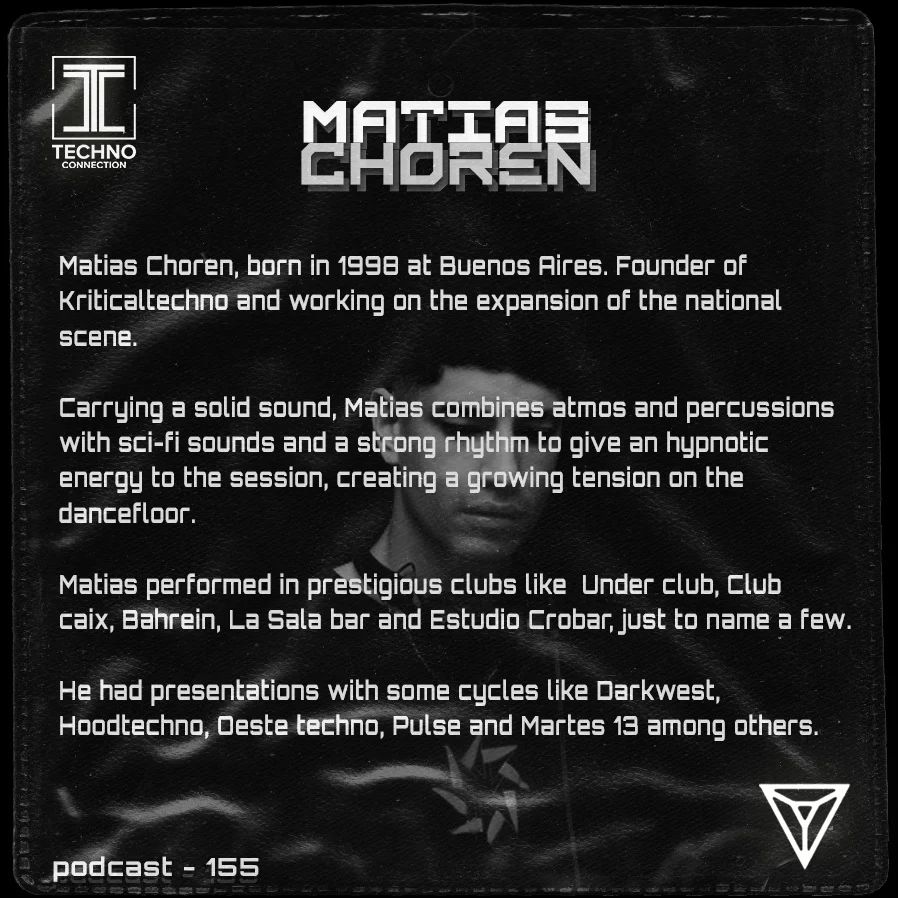 TECHNO
CONNECTION
MATIAS
CHOREN
Matias Choren, born in 1998 at Buenos Aires. Founder of
Kriticaltechno and working on the expansion of the national
scene.
Carrying a solid sound, Matias combines atmos and percussions
with sci-fi sounds and a strong rhythm to give an hypnotic
energy to the session, creating a growing tension on the
dancefloor.
Matias performed in prestigious clubs like  Under club, Club
caix, Bahrein, La Sala bar and Estudio Crobar, just to name a few.
He had presentations with some cycles like Darkwest,
Hoodtechno, Oeste techno, Pulse and Martes 13 among others.
podcast - 155